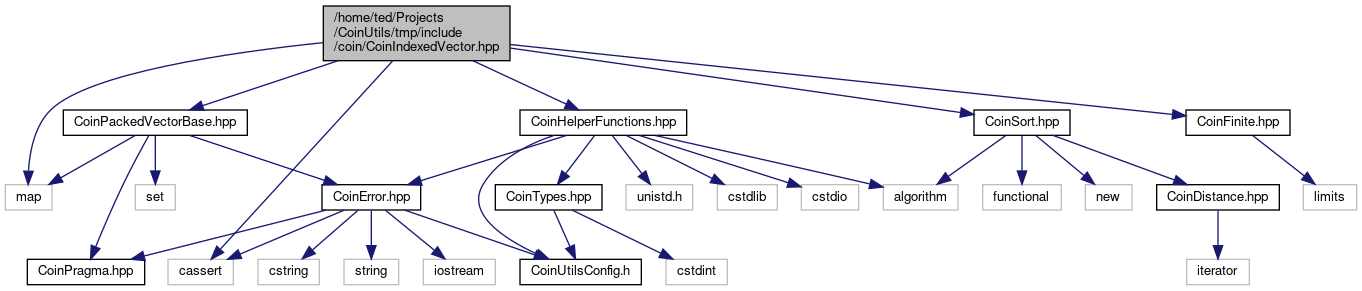 /home/ted/Projects
/CoinUtils/tmp/include
/coin/CoinIndexedVector.hpp
CoinPackedVectorBase.hpp
CoinHelperFunctions.hpp
CoinSort.hpp
CoinFinite.hpp
map
set
CoinError.hpp
CoinTypes.hpp
unistd.h
cstdlib
cstdio
algorithm
functional
new
CoinDistance.hpp
limits
CoinPragma.hpp
cassert
cstring
string
iostream
CoinUtilsConfig.h
cstdint
iterator